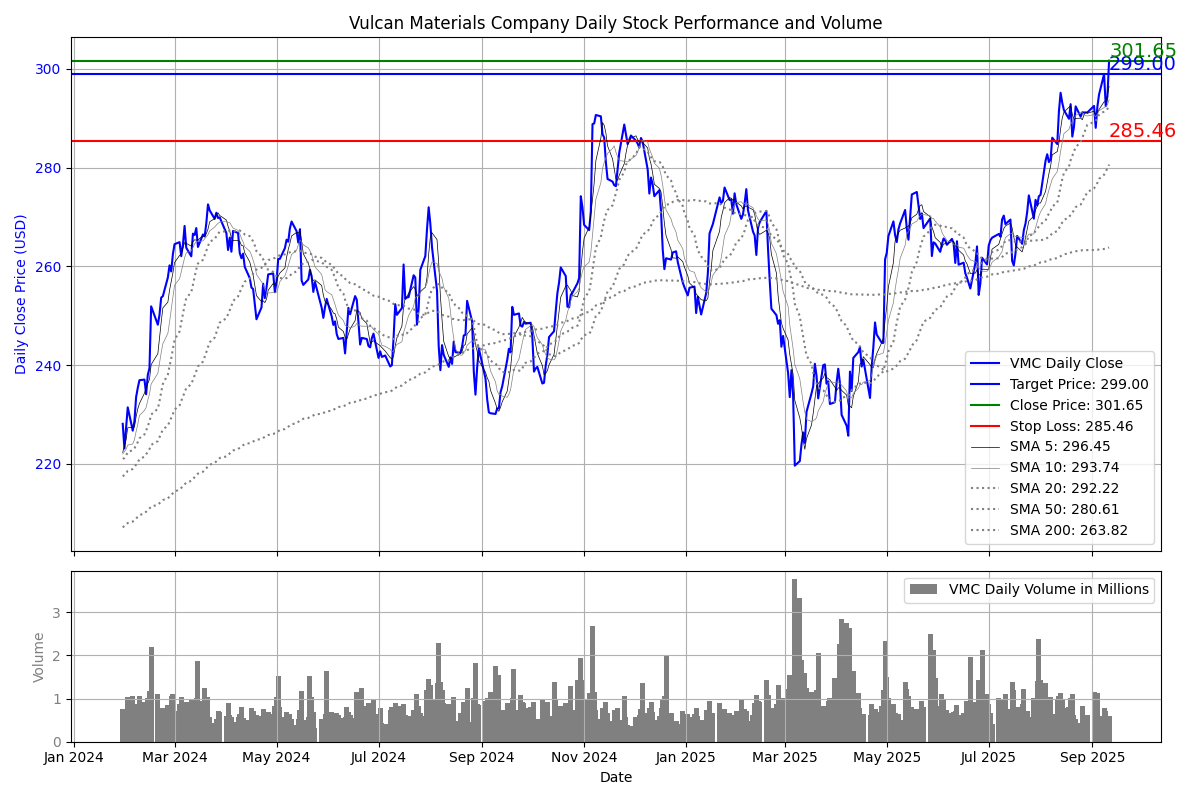 Vulcan Materials Company Daily Stock Performance and Volume
301.65
299.00
285.46
300
280
260
240
220
Daily Close Price (USD)
VMC Daily Close
Target Price: 299.00
Close Price: 301.65
Stop Loss: 285.46
SMA 5: 296.45
SMA 10: 293.74
SMA 20: 292.22
SMA 50: 280.61
SMA 200: 263.82
VMC Daily Volume in Millions
3
2
1
0
Volume
Jan 2024
Mar 2024
May 2024
Jul 2024
Sep 2024
Nov 2024
Jan 2025
Mar 2025
May 2025
Jul 2025
Sep 2025
Date